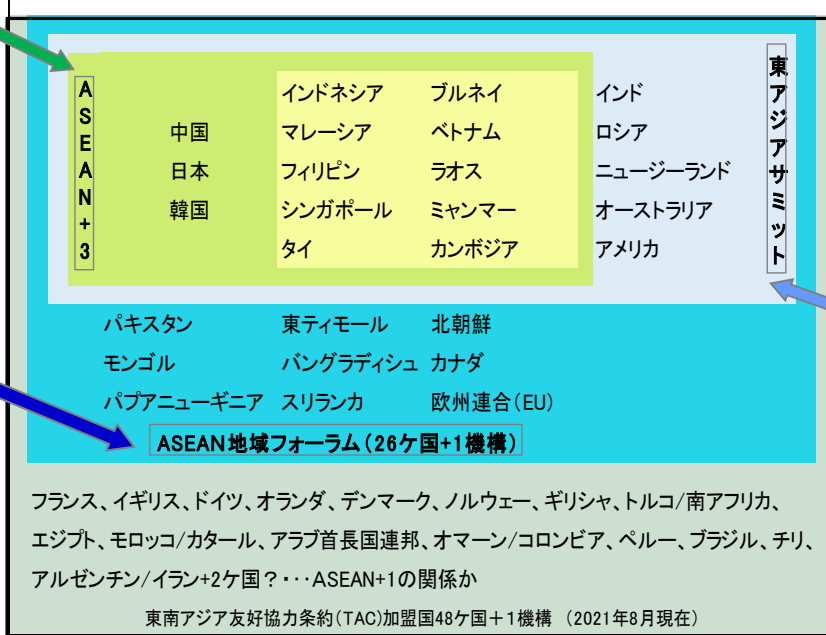 ASEAN+3
東アジアサミット
インドネシア ブルネイ インド
中国 マレーシア ベトナム ロシア
日本 フィリピン ラオス ニュージーランド
韓国 シンガポール ミャンマー オーストラリア
タイ カンボジア アメリカ
パキスタン 東ティモール 北朝鮮
モンゴル バングラディシュ カナダ
パプアニューギニア スリランカ 欧州連合(EU)
ASEAN地域フォーラム(26ケ国+1機構)
フランス、イギリス、ドイツ、オランダ、デンマーク、ノルウェー、ギリシャ、トルコ/南アフリカ、
エジプト、モロッコ/カタール、アラブ首長国連邦、オマーン/コロンビア、ペルー、ブラジル、チリ、
アルゼンチン/イラン+2ケ国?・・・ASEAN+1の関係か
東南アジア友好協力条約(TAC)加盟国48ケ国+1機構 (2021年8月現在)